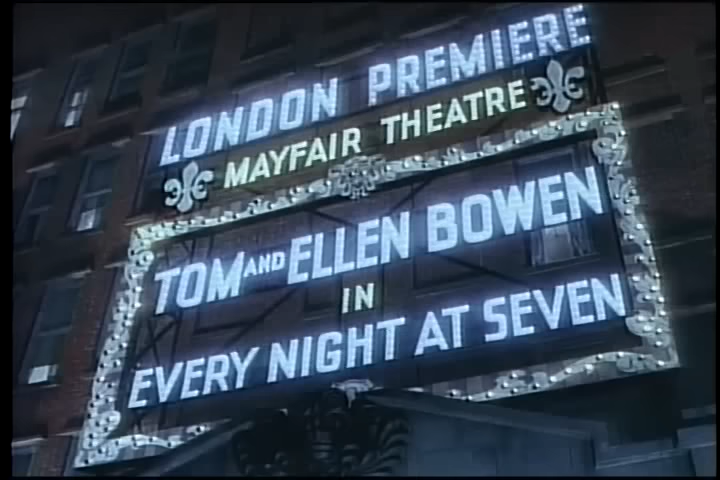 LONDON PREMIERE
MAYFAIR THEATRE
TOM AND ELLEN BOWEN
IN
EVERY NIGHT AT SEVEN